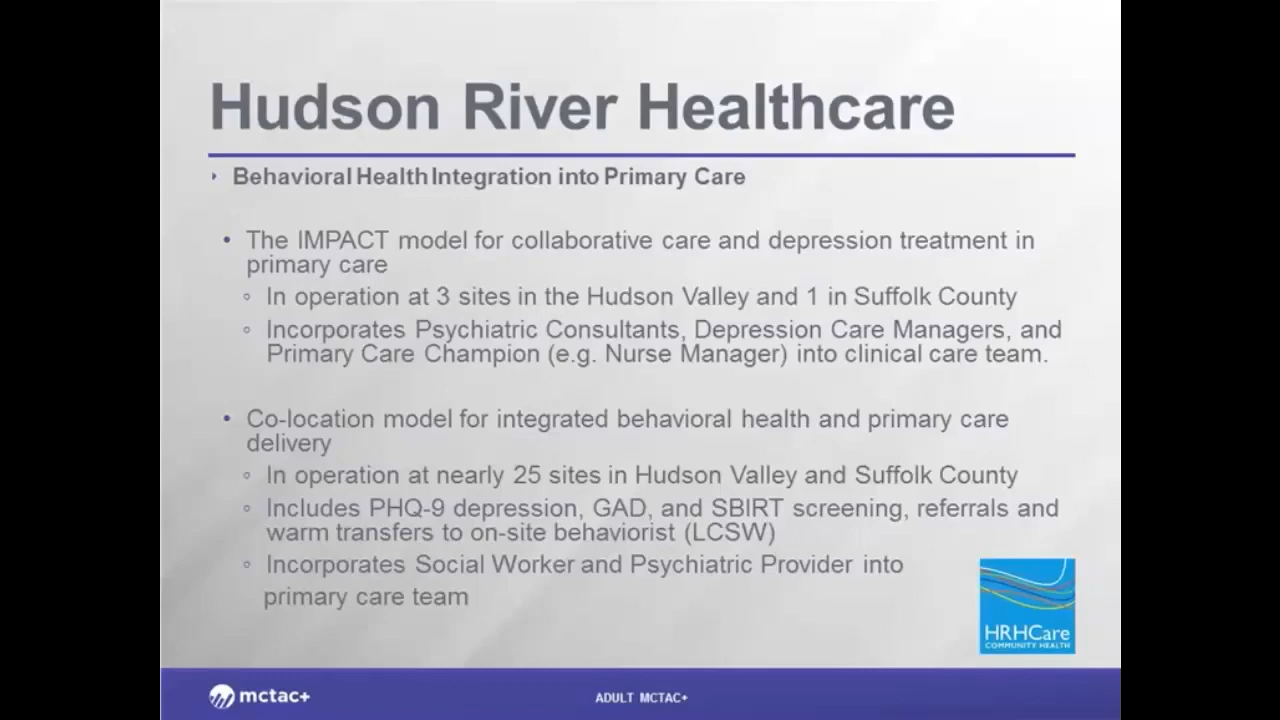 Hudson River Healthcare
‣ Behavioral Health Integration into Primary Care
• The IMPACT model for collaborative care and depression treatment in
primary care
◦ In operation at 3 sites in the Hudson Valley and 1 in Suffolk County
◦ Incorporates Psychiatric Consultants, Depression Care Managers, and
Primary Care Champion (e.g. Nurse Manager) into clinical care team.
• Co-location model for integrated behavioral health and primary care
delivery
◦ In operation at nearly 25 sites in Hudson Valley and Suffolk County
◦ Includes PHQ-9 depression, GAD, and SBIRT screening, referrals and
warm transfers to on-site behaviorist (LCSW)
◦ Incorporates Social Worker and Psychiatric Provider into
primary care team
HRHCare
COMMUNITY HEALTH
mctac+
ADULT MCTAC+